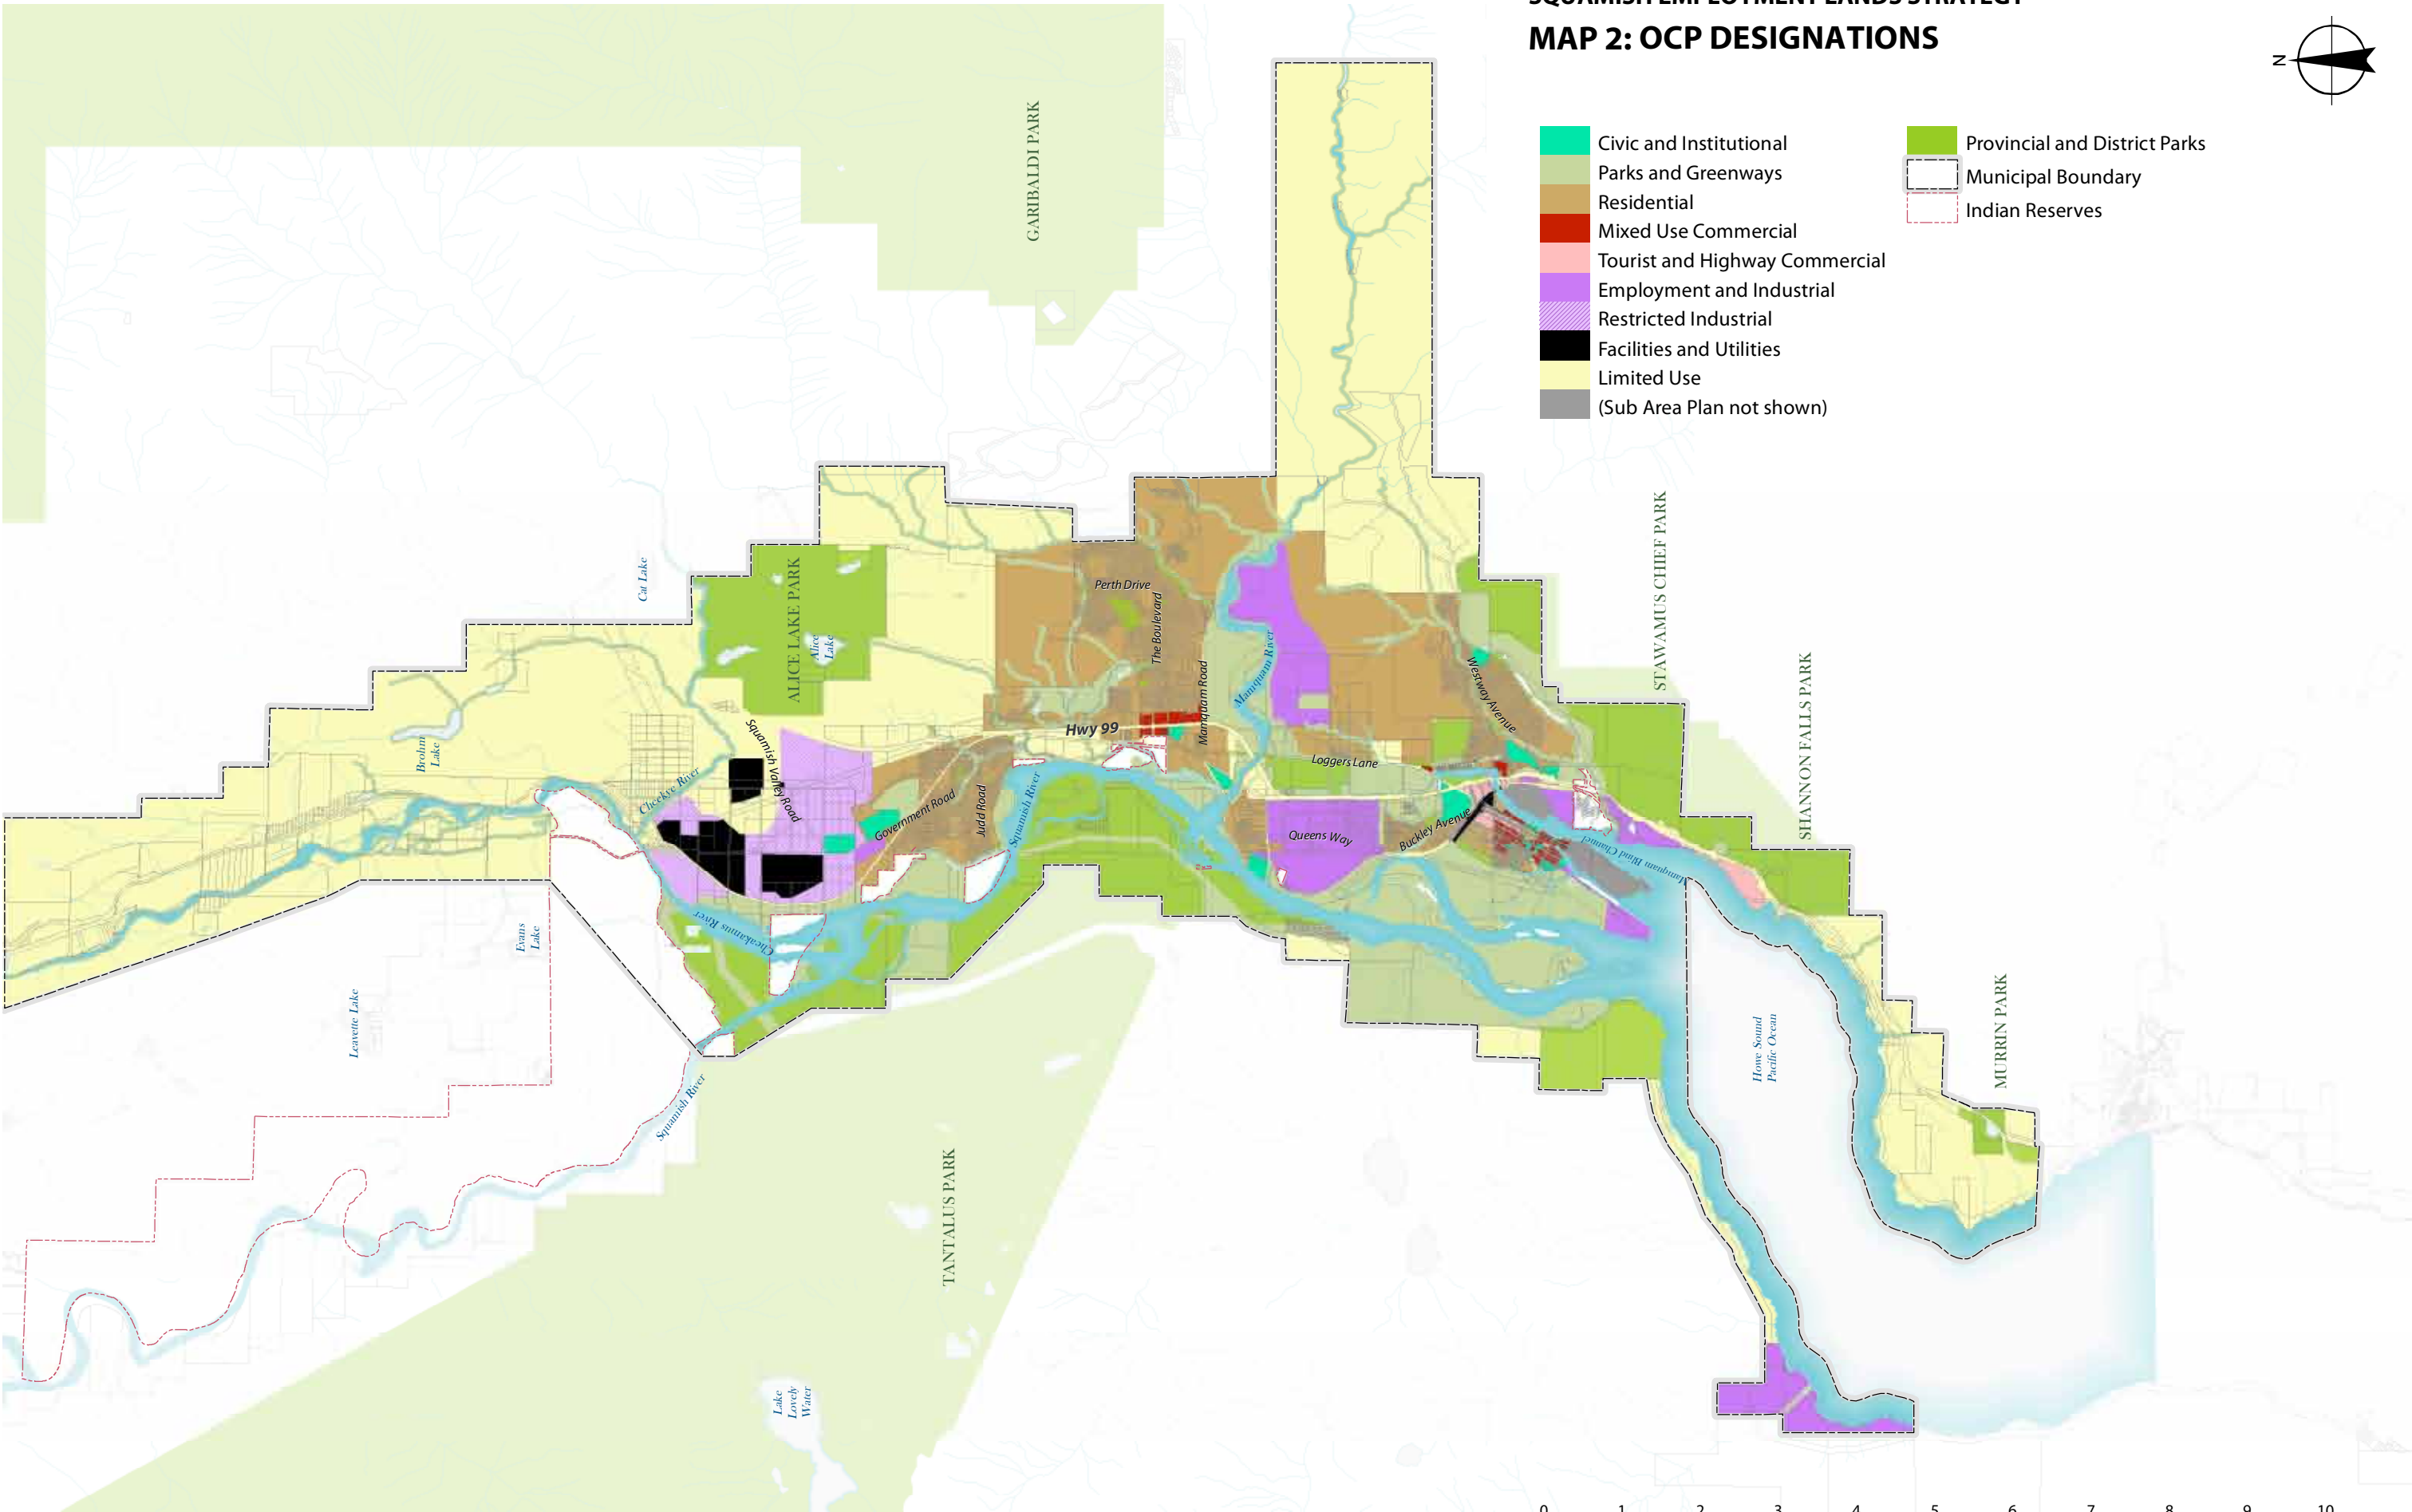 SQUAMISH EMPLOYMENT LANDS STRATEGY
MAP 2: OCP DESIGNATIONS
N
Civic and Institutional
Parks and Greenways
Residential
Mixed Use Commercial
Tourist and Highway Commercial
Employment and Industrial
Restricted Industrial
Facilities and Utilities
Limited Use
(Sub Area Plan not shown)
Provincial and District Parks
Municipal Boundary
Indian Reserves
GARIBALDI PARK
STAWAMUS CHIEF PARK
Cat Lake
ALICE LAKE PARK
Alice
Lake
Perth Drive
The Boulevard
Mamquam Road
Mamquam River
Westway Avenue
SHANNON FALLS PARK
Hwy 99
Brohm
Lake
Squamish Valley Road
Cheekye River
Loggers Lane
Government Road
Judd Road
Squamish River
Queens Way
Buckley Avenue
Mamquam Blind Channel
Evans
Lake
Cheakamus River
Levette Lake
Howe Sound
Pacific Ocean
MURRIN PARK
Squamish River
TANTALUS PARK
Lake
Lovely
Water
0 1 2 3 4 5 6 7 8 9 10